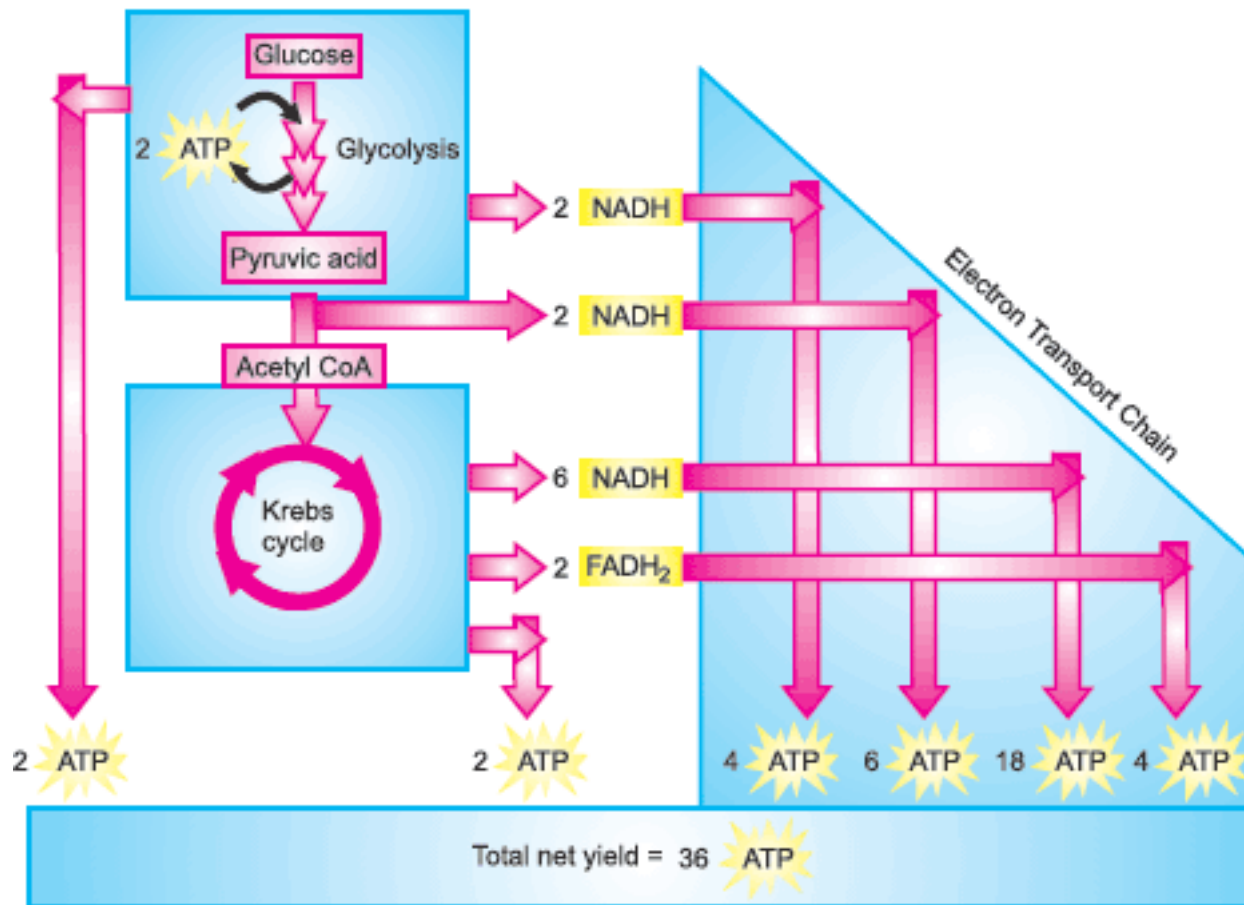 Glucose
2 ATP Glycolysis
2 NADH
Pyruvic acid
2 NADH
Acetyl CoA
Electron Transport Chain
6 NADH
Krebs
cycle
2 FADH₂
2 ATP
2 ATP
4 ATP
6 ATP
18 ATP
4 ATP
Total net yield = 36 ATP